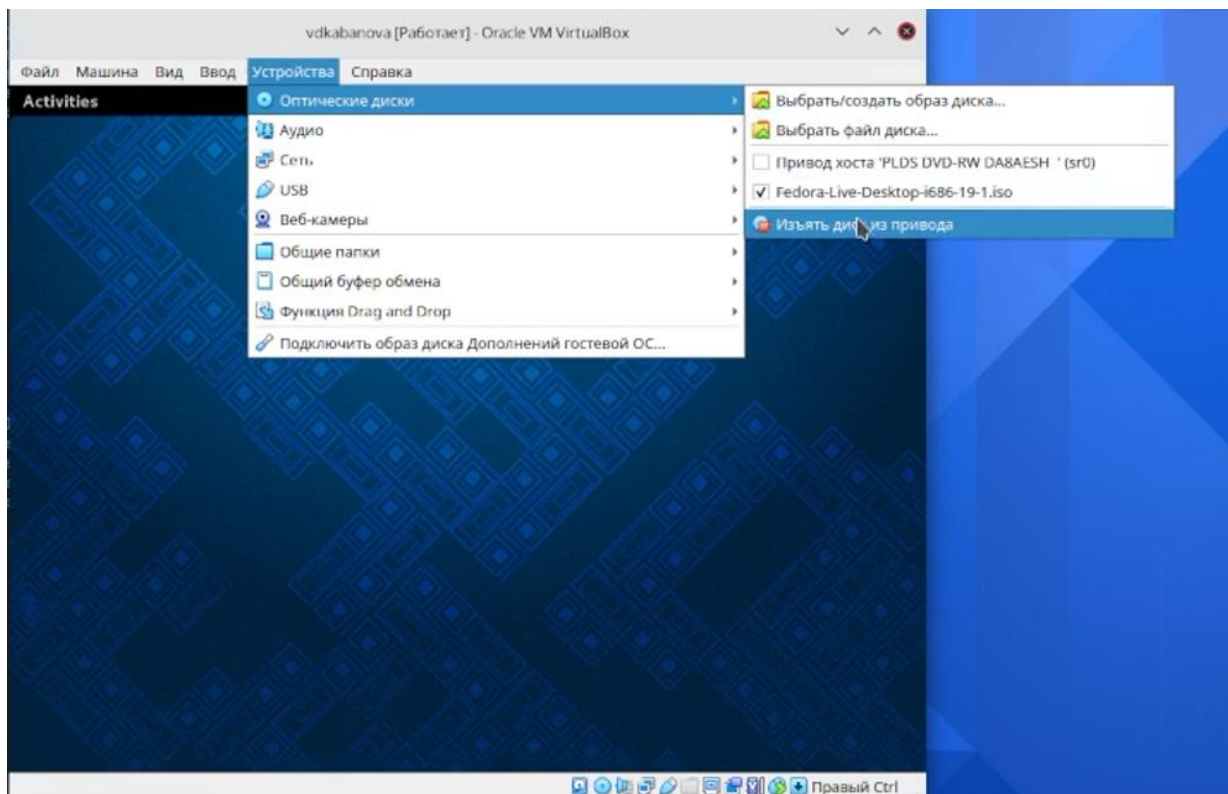 vdkabanova [Работает] - Oracle VM VirtualBox
Файл Машина Вид Ввод Устройства Справка
Activities
Оптические диски
Аудио
Сеть
USB
Веб-камеры
Общие папки
Общий буфер обмена
Функция Drag and Drop
Подключить образ диска Дополнений гостевой ОС...
Выбрать/создать образ диска...
Выбрать файл диска...
Привод хоста 'PLDS DVD-RW DA8AESH ' (sr0)
Fedora-Live-Desktop-i686-19-1.iso
Изъять диск из привода
Правый Ctrl